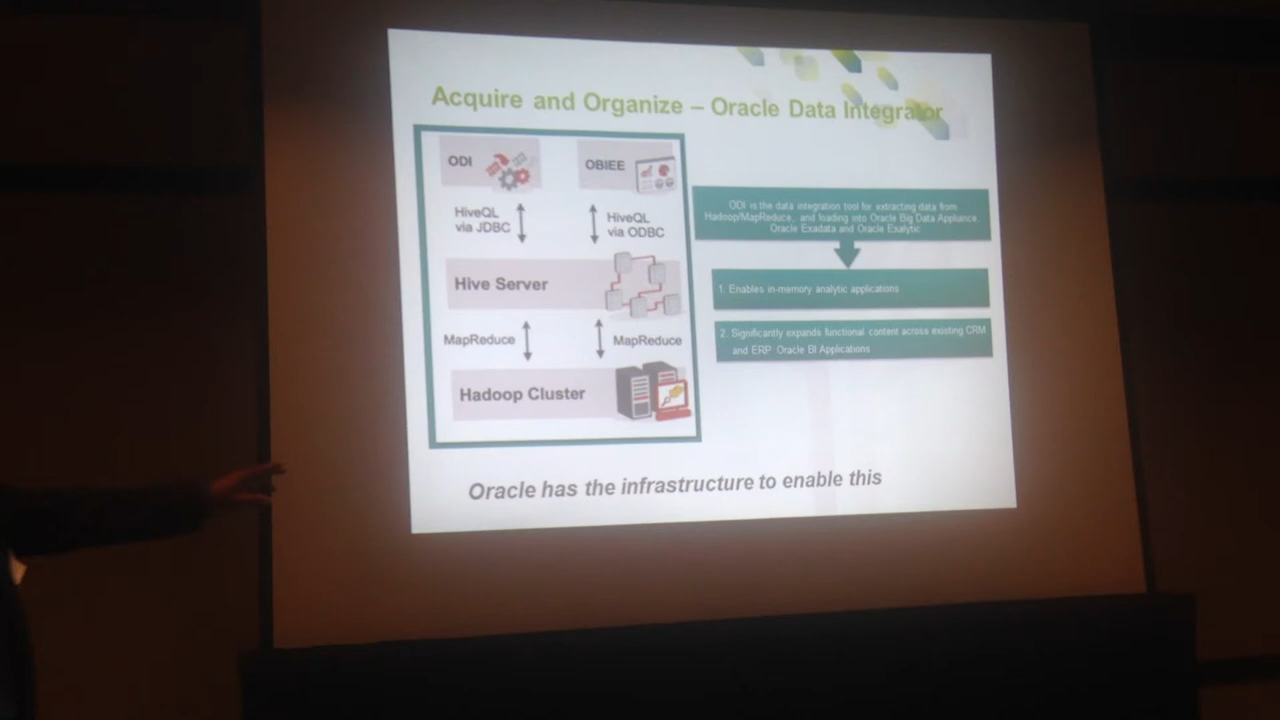 Acquire and Organize – Oracle Data Integrator
ODI
OBIEE
HiveQL
via JDBC
HiveQL
via ODBC
Hive Server
MapReduce
MapReduce
Hadoop Cluster
ODI is the data integration tool for extracting data from
Hadoop/MapReduce, and loading into Oracle Big Data Appliance,
Oracle Exadata and Oracle Exalytic
1. Enables in-memory analytic applications
2. Significantly expands functional content across existing CRM
and ERP Oracle BI Applications
Oracle has the infrastructure to enable this